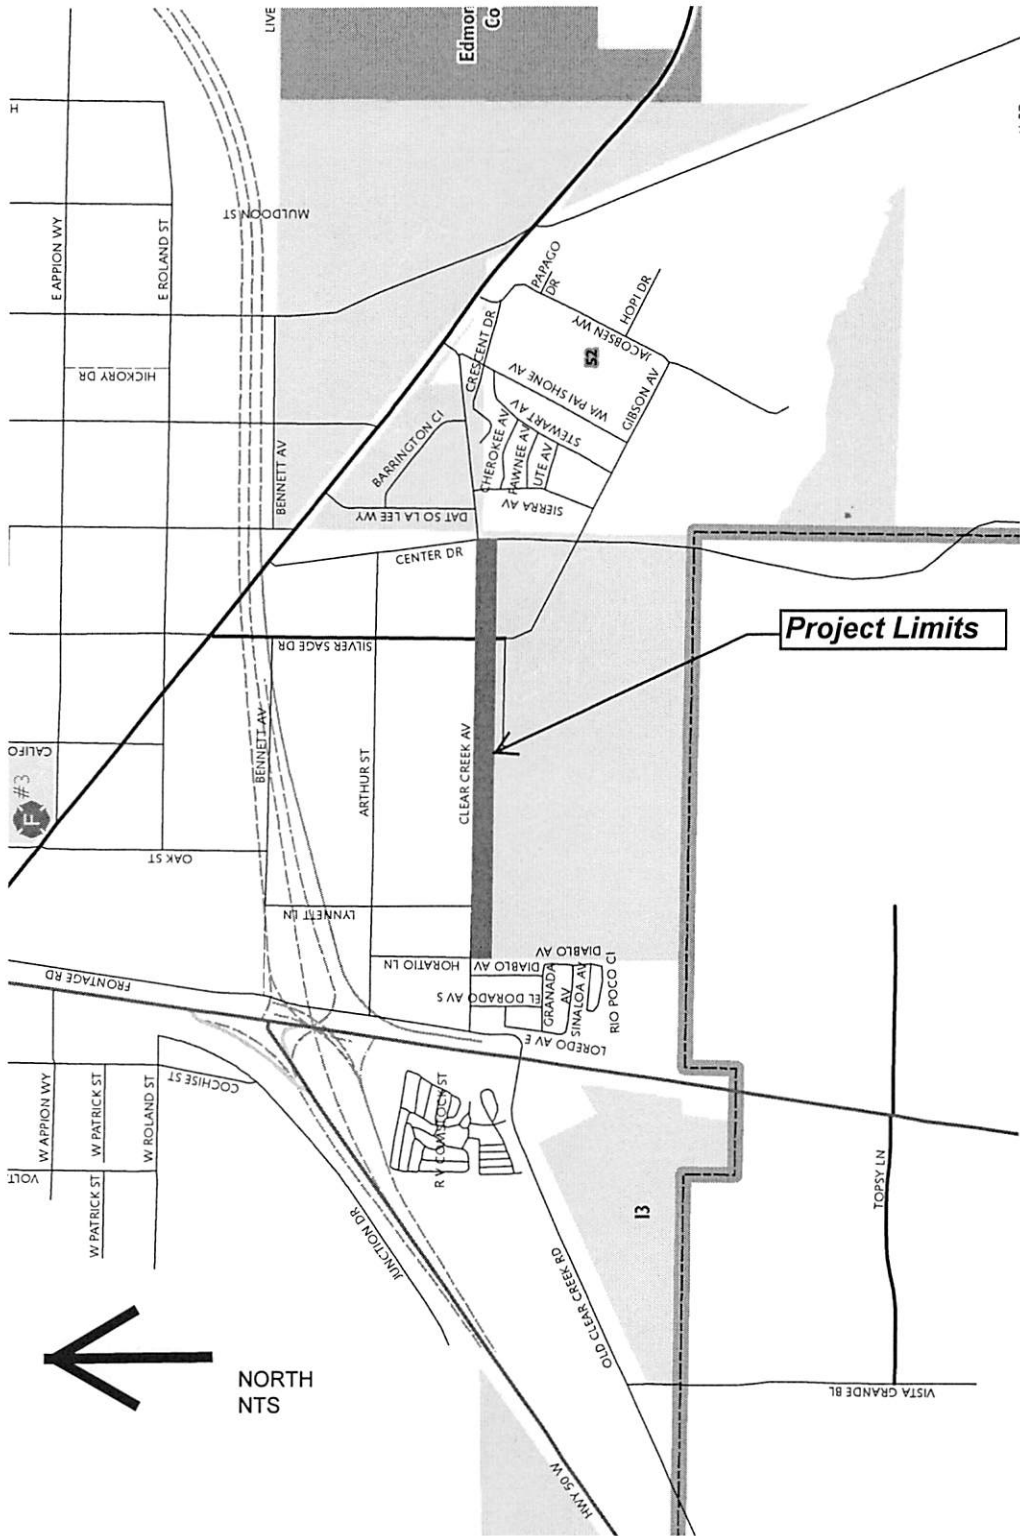 LIVE
Edmon
Co
H
MULDOON ST
E APPION WY
E ROLAND ST
PAPAGO
DR
HOPI DR
JACOBSEN WY
CRESCENT DR
52
HICKORY DR
WA PAI SHONE AV
GIBSON AV
STEWART AV
BARRINGTON CI
CHEROKEE AV
PAWNEE AV
UTE AV
BENNETT AV
SIERRA AV
DAT SO LA LEE WY
CENTER DR
Project Limits
SILVER SAGE DR
CALIFO
#3
F
BENNETT AV
ARTHUR ST
CLEAR CREEK AV
OAK ST
LYNNETT LN
HORATIO LN
DIABLO AV
DIABLO AV
FRONTAGE RD
EL DORADO AV S
GRANADA
AV
SINALOA AV
RIO POCO CI
LOREDO AV E
COCHISE ST
W APPION WY
W PATRICK ST
W ROLAND ST
R V COMSTOCK ST
VOLT
W PATRICK ST
JUNCTION DR
TOPSY LN
13
OLD CLEAR CREEK RD
NORTH
NTS
VISTA GRANDE BL
HWY 50 W